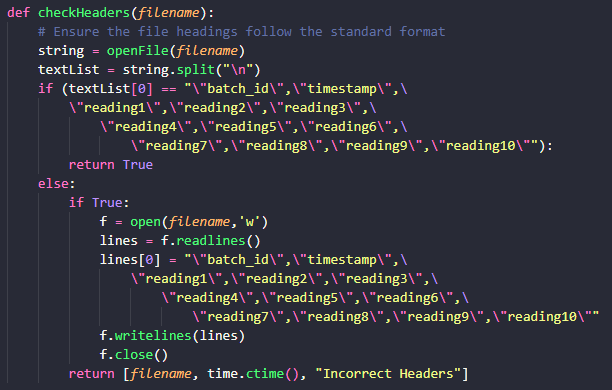 def checkHeaders(filename):
    # Ensure the file headings follow the standard format
    string = openFile(filename)
    textList = string.split("\n")
    if (textList[0] == "\"batch_id\",\"timestamp\",\
        \"reading1\",\"reading2\",\"reading3\",\
            \"reading4\",\"reading5\",\"reading6\",\
                \"reading7\",\"reading8\",\"reading9\",\"reading10\""):
        return True
    else:
        if True:
            f = open(filename,'w')
            lines = f.readlines()
            lines[0] = "\"batch_id\",\"timestamp\",\
                \"reading1\",\"reading2\",\"reading3\",\
                    \"reading4\",\"reading5\",\"reading6\",\
                        \"reading7\",\"reading8\",\"reading9\",\"reading10\""
            f.writelines(lines)
            f.close()
        return [filename, time.ctime(), "Incorrect Headers"]